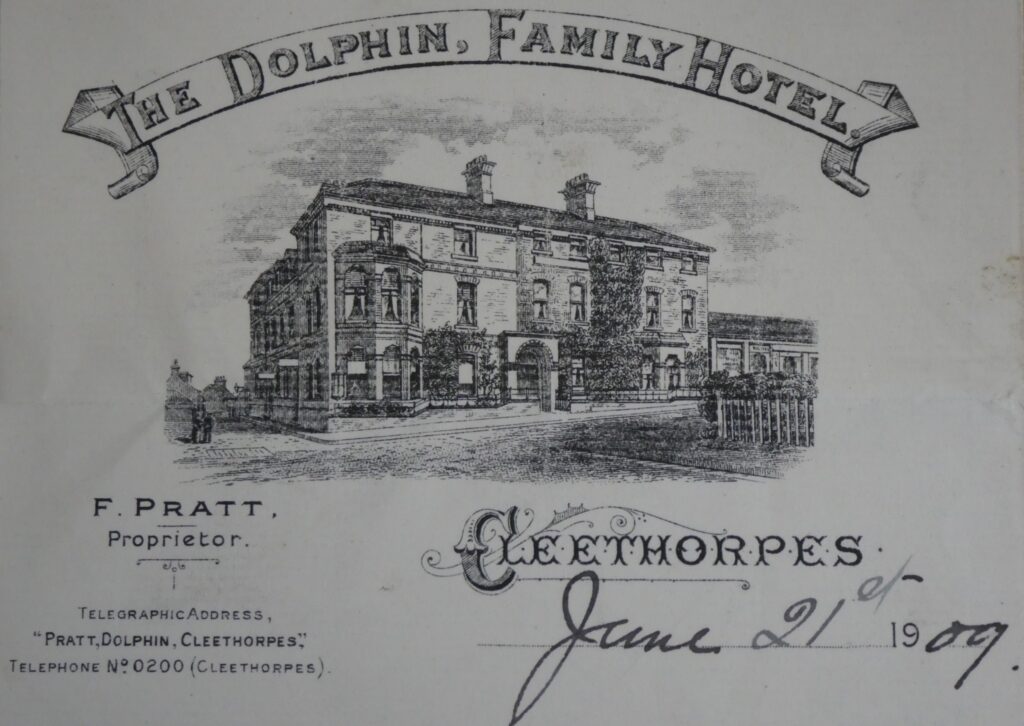 THE DOLPHIN, FAMILY HOTEL.
F. PRATT,
Proprietor.
TELEGRAPHIC ADDRESS,
"PRATT, DOLPHIN, CLEETHORPES",
TELEPHONE No. 0200 (CLEETHORPES).
CLEETHORPES.
June 21st 1909.